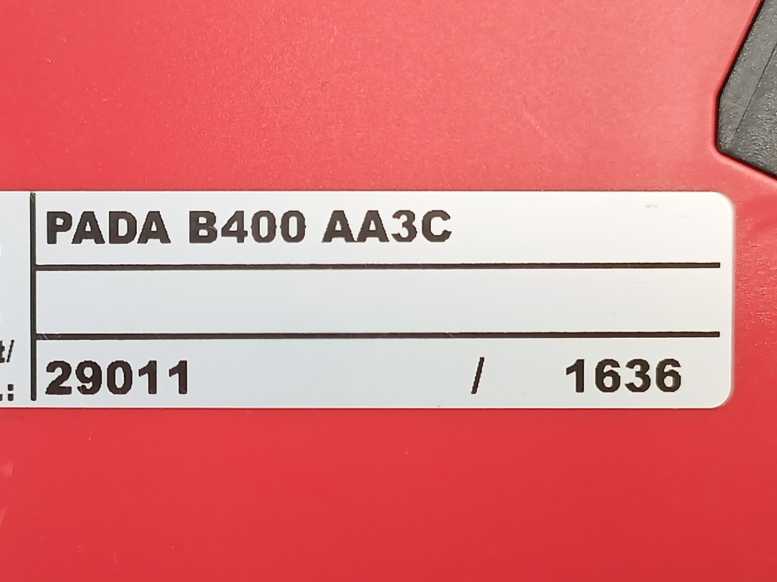 PADA B400 AA3C
t/
.:
29011 / 1636